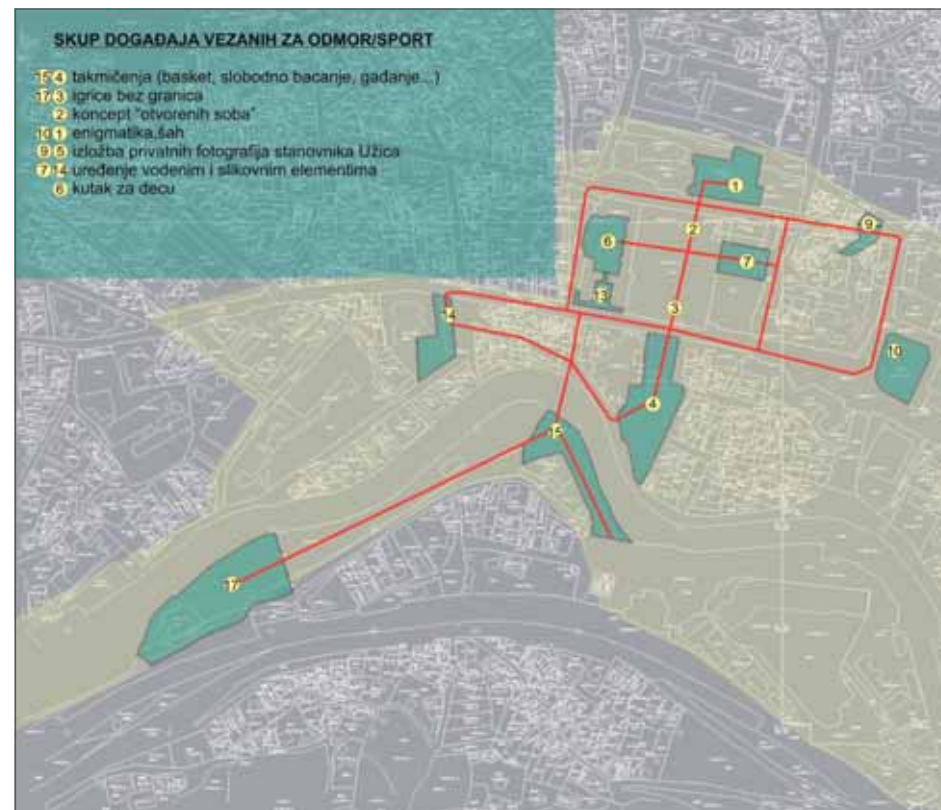 SKUP DOGAĐAJA VEZANIH ZA ODMOR/SPORT
15 4 takmičenja (basket, slobodno bacanje, gađanje...)
17 3 igrice bez granica
2 koncept "otvorenih soba"
10 1 enigmatika,šah
9 5 izložba privatnih fotografija stanovnika Užica
7 14 uređenje vodenim i slikovnim elementima
6 kutak za decu
1
9
2
6
7
13
3
14
10
4
15
17